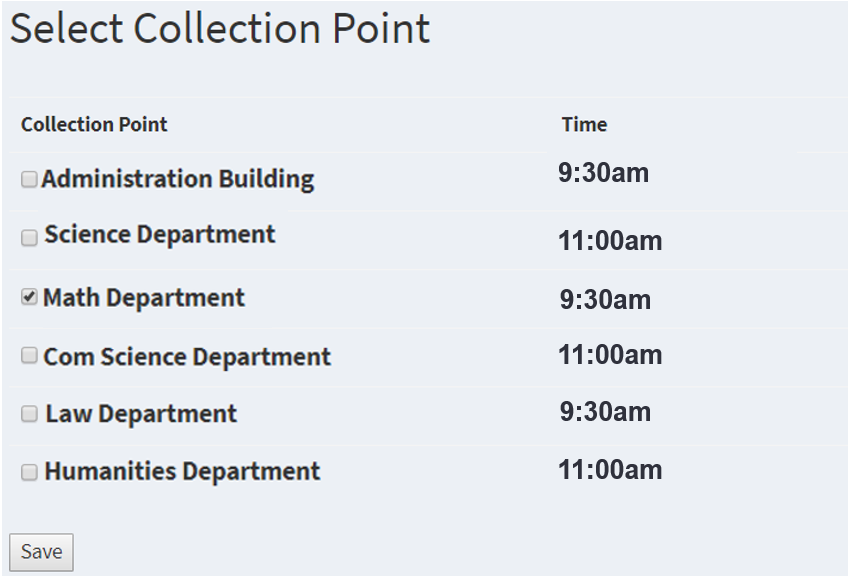 Select Collection Point
Collection Point Time
Administration Building 9:30am
Science Department 11:00am
Math Department 9:30am
Com Science Department 11:00am
Law Department 9:30am
Humanities Department 11:00am
Save